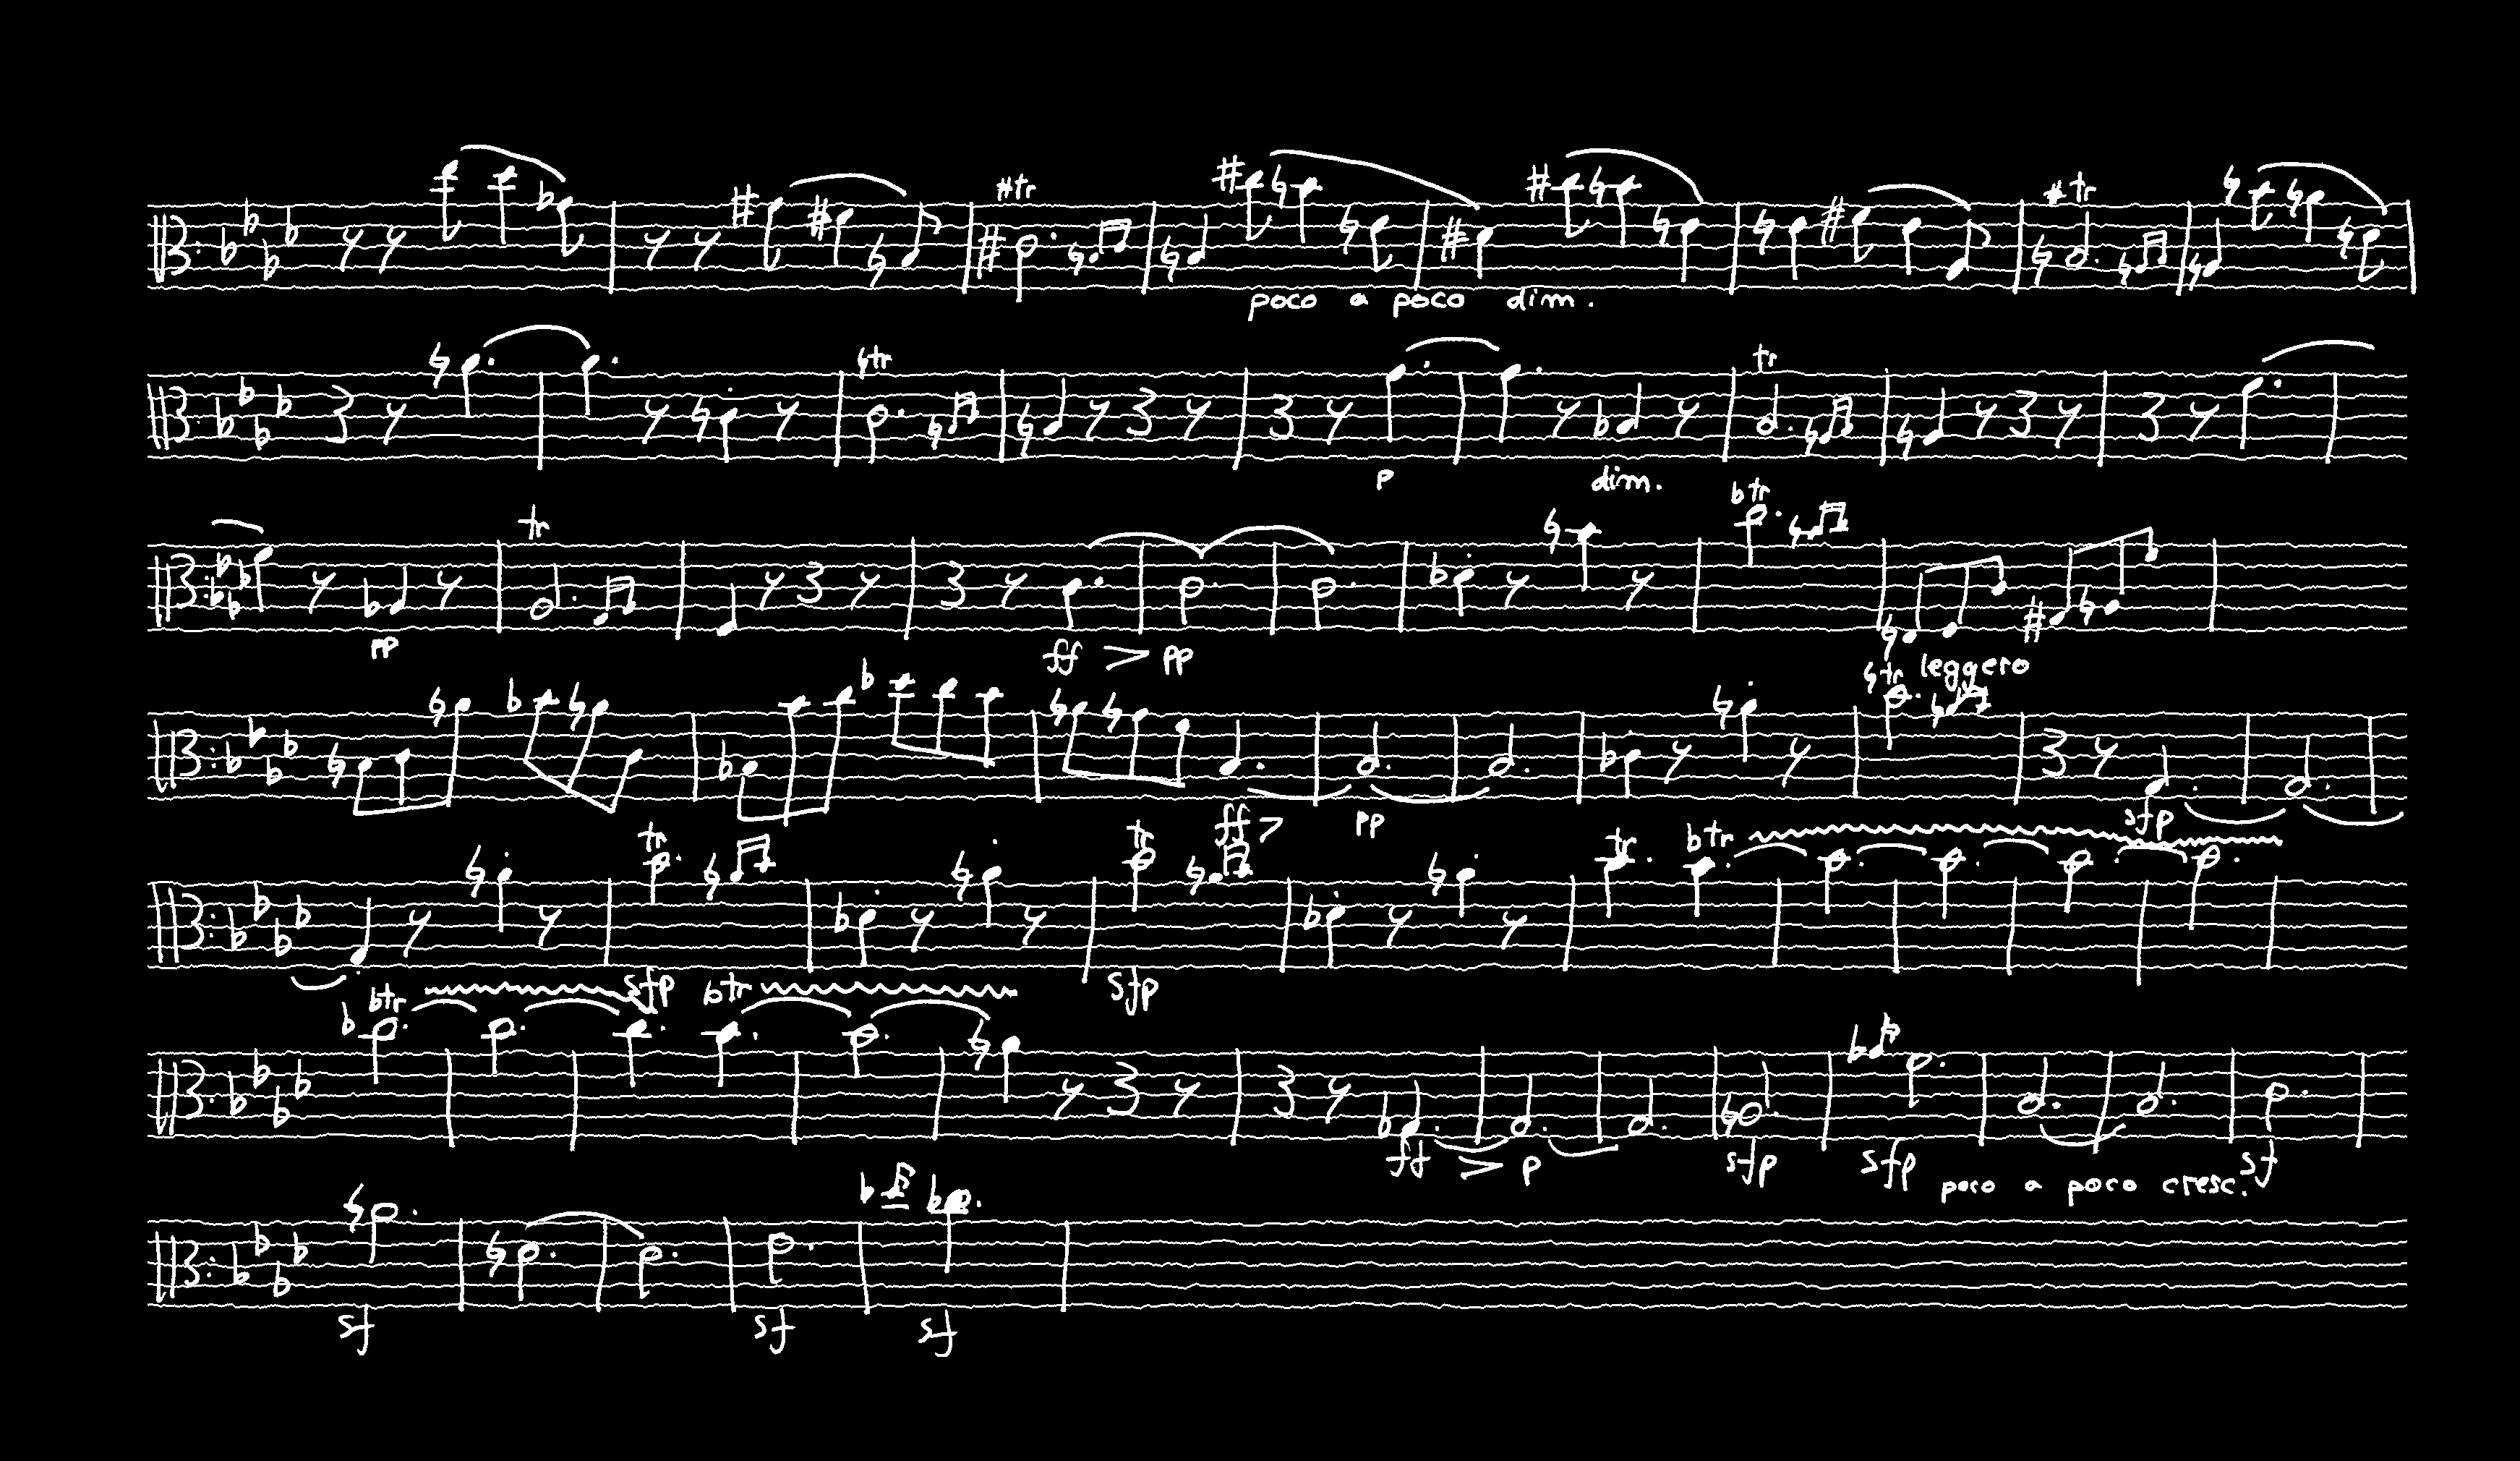 tr
poco a poco dim.
tr
tr
tr
p
dim.
tr
tr
pp
ff > pp
leggero
tr
ff > pp
sfp
tr
tr
tr
tr
sfp
sfp
tr
tr
ff > p
sfp
sfp
poco a poco cresc.
sf
sf
sf
sf